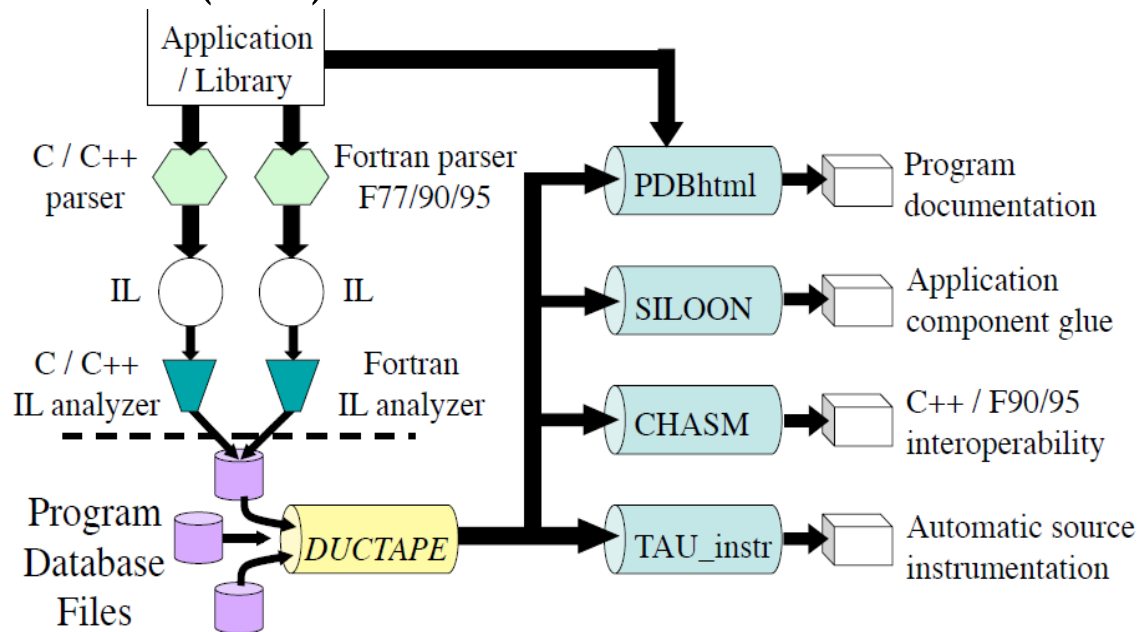 Application
/ Library
C / C++
parser
Fortran parser
F77/90/95
IL
IL
C / C++
IL analyzer
Fortran
IL analyzer
Program
Database
Files
DUCTAPE
PDBhtml
Program
documentation
SILOON
Application
component glue
CHASM
C++ / F90/95
interoperability
TAU_instr
Automatic source
instrumentation